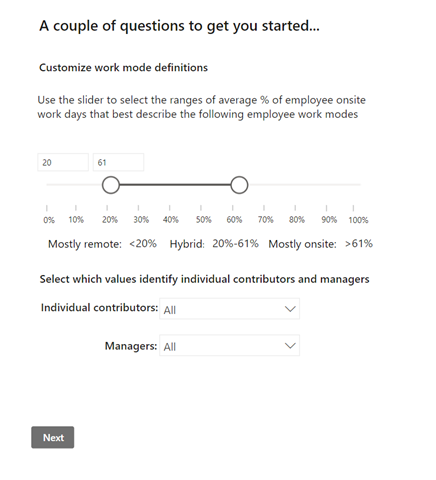 A couple of questions to get you started...
Customize work mode definitions
Use the slider to select the ranges of average % of employee onsite
work days that best describe the following employee work modes
20 61
0% 10% 20% 30% 40% 50% 60% 70% 80% 90% 100%
Mostly remote: <20% Hybrid: 20%-61% Mostly onsite: >61%
Select which values identify individual contributors and managers
Individual contributors: All
Managers: All
Next